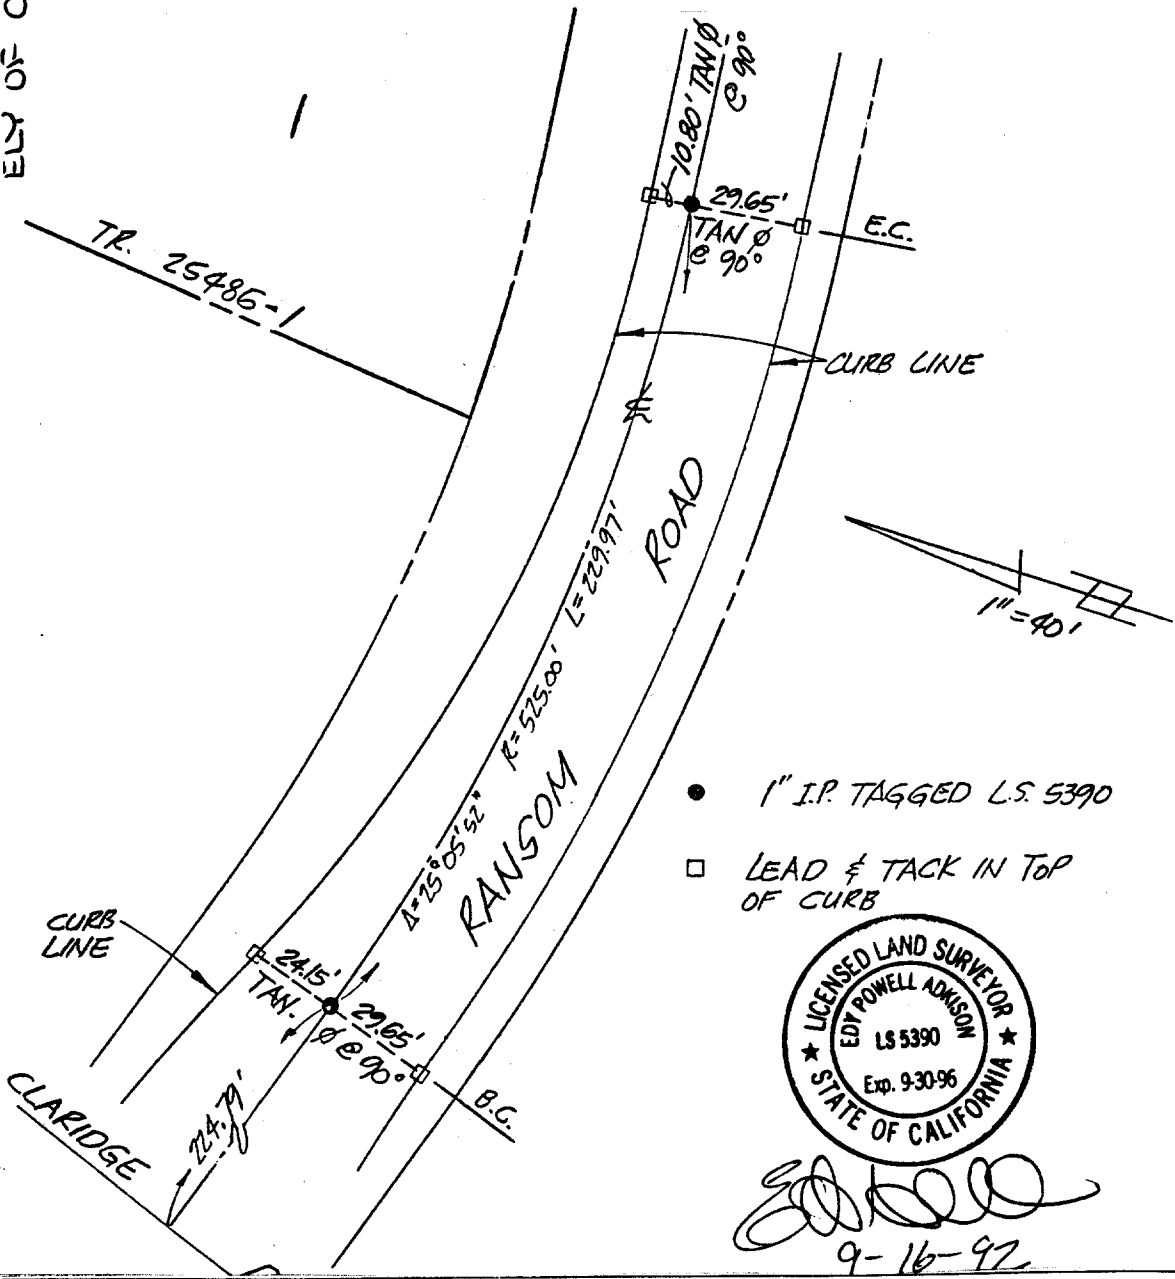 ELY OF
1
TR. 25486-1
10.80' TAN ∅
@ 90°
29.65'
TAN ∅
@ 90°
E.C.
CURB LINE
℄
ROAD
1"=40'
Δ=25°05'52" R=525.00' L=229.97'
RANSOM
● 1" I.P. TAGGED L.S. 5390
□ LEAD & TACK IN TOP
OF CURB
CURB
LINE
24.15'
TAN.
29.65'
∅ @ 90°
B.C.
224.79'
CLARIDGE
LICENSED LAND SURVEYOR
EDY POWELL ADKISON
LS 5390
Exp. 9-30-96
★ STATE OF CALIFORNIA ★
9-16-92